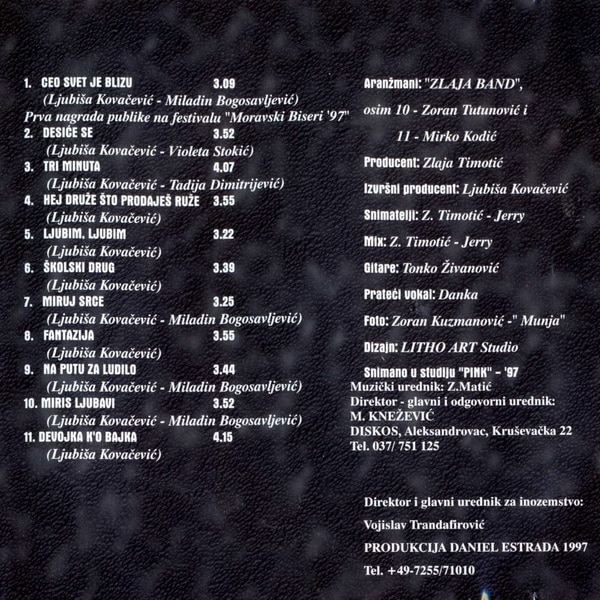 1. CEO SVET JE BLIZU 3.09
(Ljubiša Kovačević - Miladin Bogosavljević)
Prva nagrada publike na festivalu "Moravski Biseri '97"
2. DESIĆE SE 3.52
(Ljubiša Kovačević - Violeta Stokić)
3. TRI MINUTA 4.07
(Ljubiša Kovačević - Tadija Dimitrijević)
4. HEJ DRUŽE ŠTO PRODAJEŠ RUŽE 3.55
(Ljubiša Kovačević)
5. LJUBIM, LJUBIM 3.22
(Ljubiša Kovačević)
6. ŠKOLSKI DRUG 3.39
(Ljubiša Kovačević)
7. MIRUJ SRCE 3.25
(Ljubiša Kovačević - Miladin Bogosavljević)
8. FANTAZIJA 3.55
(Ljubiša Kovačević)
9. NA PUTU ZA LUDILO 3.44
(Ljubiša Kovačević - Miladin Bogosavljević)
10. MIRIS LJUBAVI 3.52
(Ljubiša Kovačević - Miladin Bogosavljević)
11. DEVOJKA K'O BAJKA 4.15
(Ljubiša Kovačević)
Aranžmani: "ZLAJA BAND",
osim 10 - Zoran Tutunović i
11 - Mirko Kodić
Producent: Zlaja Timotić
Izvršni producent: Ljubiša Kovačević
Snimatelji: Z. Timotić - Jerry
Mix: Z. Timotić - Jerry
Gitare: Tonko Živanović
Prateći vokal: Danka
Foto: Zoran Kuzmanović -" Munja"
Dizajn: LITHO ART Studio
Snimano u studiju "PINK" - '97
Muzički urednik: Z.Matić
Direktor - glavni i odgovorni urednik:
M. KNEŽEVIĆ
DISKOS, Aleksandrovac, Kruševačka 22
Tel. 037/ 751 125
Direktor i glavni urednik za inozemstvo:
Vojislav Trandafirović
PRODUKCIJA DANIEL ESTRADA 1997
Tel. +49-7255/71010